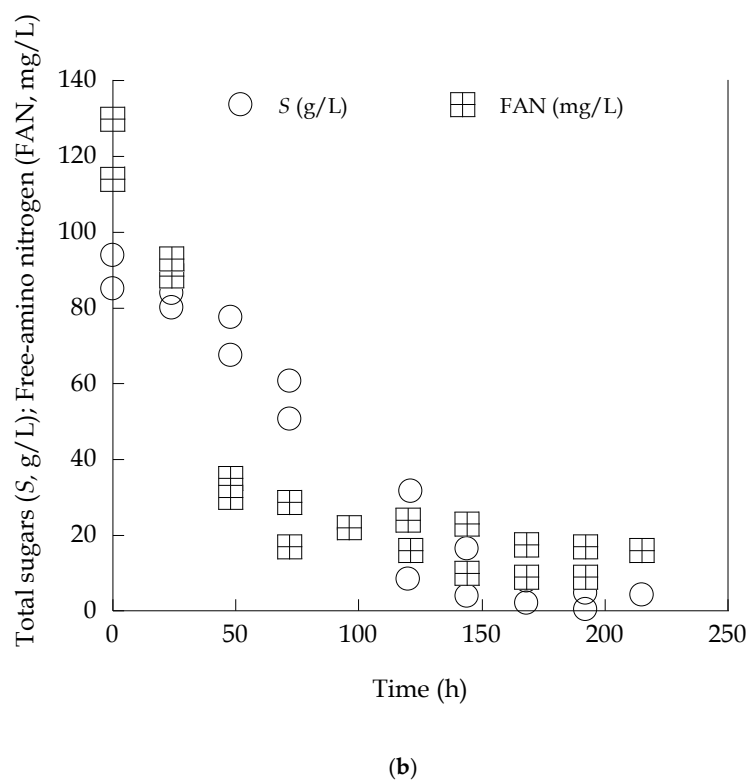 Total sugars (S, g/L); Free-amino nitrogen (FAN, mg/L)
140
120
100
80
60
40
20
0
S (g/L)
FAN (mg/L)
0
50
100
150
200
250
Time (h)
(b)